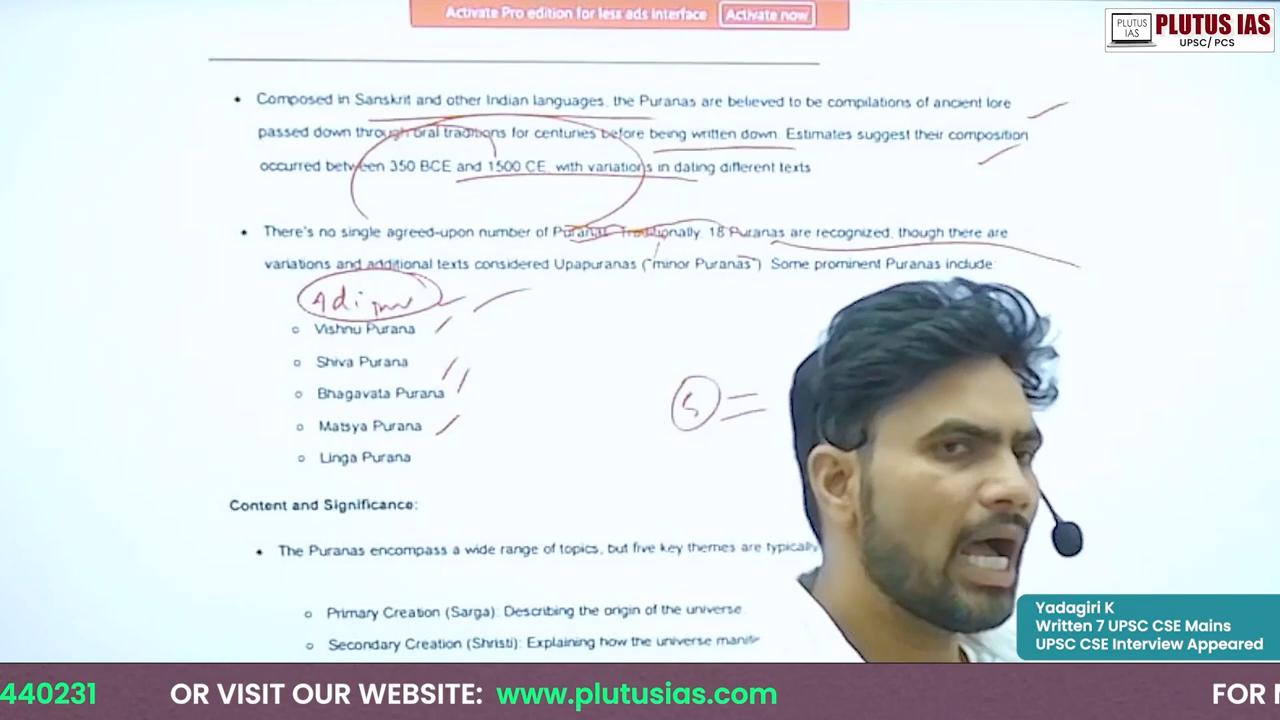 Activate Pro edition for less ads interface Activate now
PLUTUS IAS
PLUTUS IAS
UPSC/ PCS
Composed in Sanskrit and other Indian languages, the Puranas are believed to be compilations of ancient lore
passed down through oral traditions for centuries before being written down. Estimates suggest their composition
occurred between 350 BCE and 1500 CE, with variations in dating different texts
There's no single agreed-upon number of Puranas. Traditionally, 18 Puranas are recognized, though there are
variations and additional texts considered Upapuranas ("minor Puranas"). Some prominent Puranas include:
Adi
Vishnu Purana
Shiva Purana
Bhagavata Purana
Matsya Purana
Linga Purana
Content and Significance:
The Puranas encompass a wide range of topics, but five key themes are typically
Primary Creation (Sarga): Describing the origin of the universe.
Secondary Creation (Shristi): Explaining how the universe
Yadagiri K
Written 7 UPSC CSE Mains
UPSC CSE Interview Appeared
440231 OR VISIT OUR WEBSITE: www.plutusias.com FOR